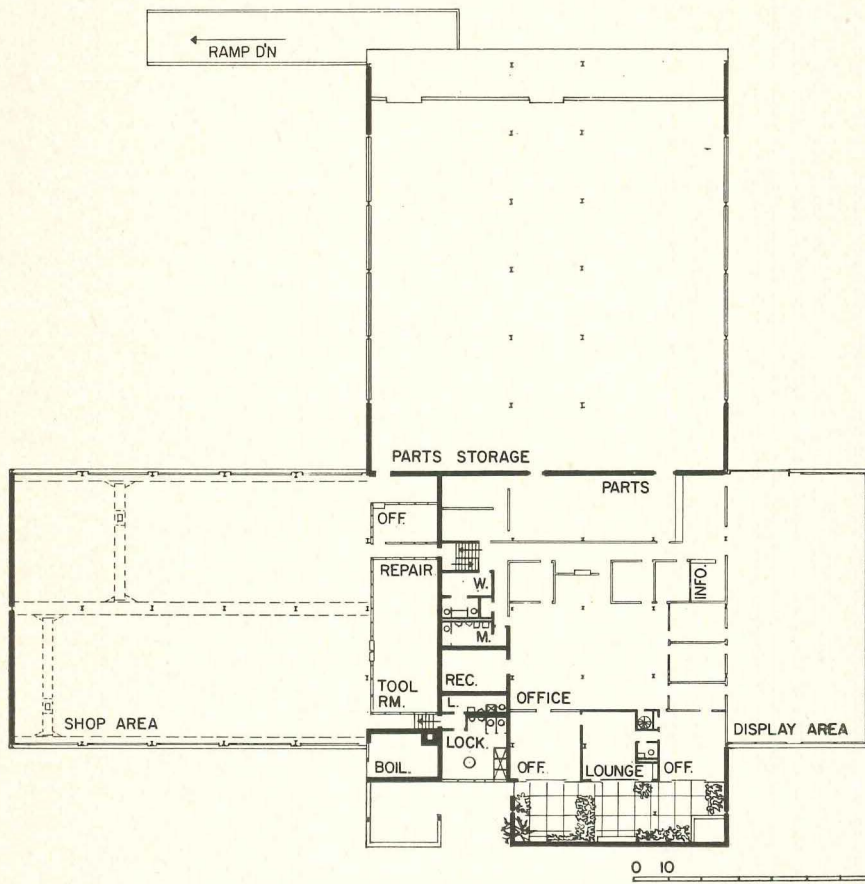 RAMP D'N
PARTS STORAGE
PARTS
OFF.
REPAIR
W.
INFO.
M.
REC.
TOOL
RM.
L.
OFFICE
SHOP AREA
LOCK.
DISPLAY AREA
BOIL.
OFF.
LOUNGE
OFF.
0 10